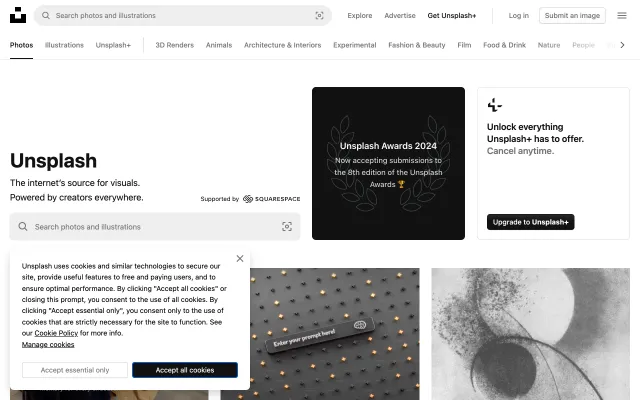 Search photos and illustrations
Explore
Advertise
Get Unsplash+
Log in
Submit an image
Photos
Illustrations
Unsplash+
3D Renders
Animals
Architecture & Interiors
Experimental
Fashion & Beauty
Film
Food & Drink
Nature
People
Unsplash
The internet's source for visuals.
Powered by creators everywhere.
Supported by SQUARESPACE
Search photos and illustrations
Unsplash Awards 2024
Now accepting submissions to
the 8th edition of the Unsplash
Awards 🏆
Unlock everything
Unsplash+ has to offer.
Cancel anytime.
Upgrade to Unsplash+
Unsplash uses cookies and similar technologies to secure our
site, provide useful features to free and paying users, and to
ensure optimal performance. By clicking "Accept all cookies" or
closing this prompt, you consent to the use of all cookies. By
clicking "Accept essential only", you consent only to the use of
cookies that are strictly necessary for the site to function. See
our Cookie Policy for more info.
Manage cookies
Accept essential only
Accept all cookies
Enter your prompt here!